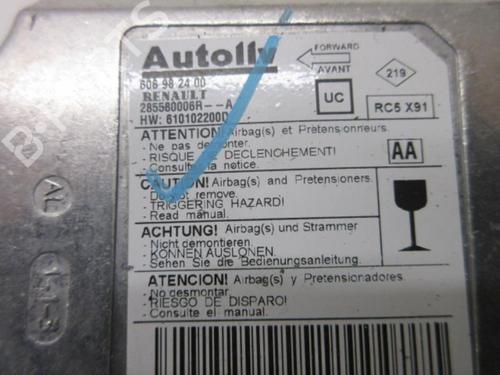 Autoliv
FORWARD
AVANT
606 98 24 00
RENAULT
285580006R--A
HW: 610102200D
UC
219
RC5 X91
ATTENTION! Airbag(s) et Pretensionneurs.
- Ne pas demonter.
- RISQUE DE DECLENCHEMENT!
- Consulter la notice.
AA
CAUTION! Airbag(s) and Pretensioners.
- Do not remove.
- TRIGGERING HAZARD!
- Read manual.
ACHTUNG! Airbag(s) und Strammer
- Nicht demontieren.
- KONNEN AUSLOSEN.
- Sehen Sie die Bedienungsanleitung.
ATENCION! Airbag(s) y Pretensionadores.
- No desmontar
- RIESGO DE DISPARO!
- Consulte el manual.
AL